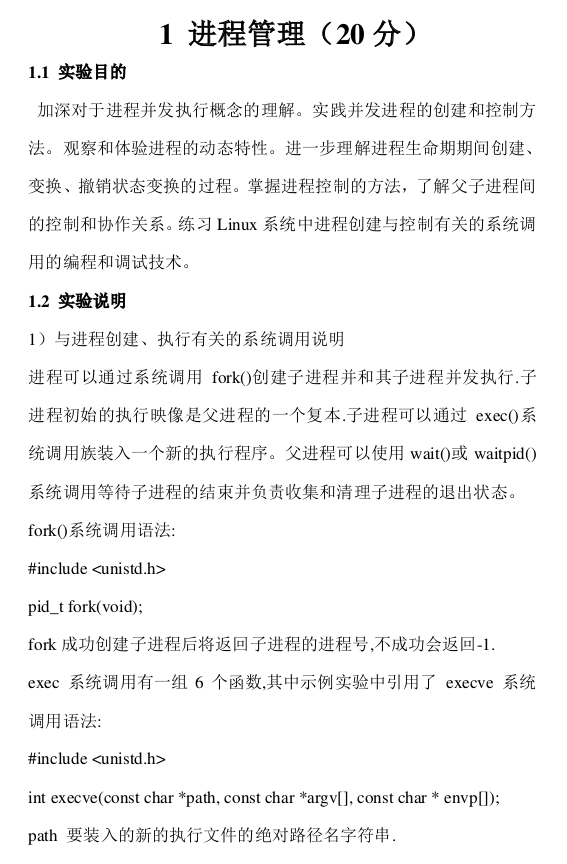 1 进程管理（20 分）
1.1 实验目的
加深对于进程并发执行概念的理解。实践并发进程的创建和控制方
法。观察和体验进程的动态特性。进一步理解进程生命期期间创建、
变换、撤销状态变换的过程。掌握进程控制的方法，了解父子进程间
的控制和协作关系。练习 Linux 系统中进程创建与控制有关的系统调
用的编程和调试技术。
1.2 实验说明
1）与进程创建、执行有关的系统调用说明
进程可以通过系统调用 fork()创建子进程并和其子进程并发执行.子
进程初始的执行映像是父进程的一个复本.子进程可以通过 exec()系
统调用族装入一个新的执行程序。父进程可以使用 wait()或 waitpid()
系统调用等待子进程的结束并负责收集和清理子进程的退出状态。
fork()系统调用语法:
#include <unistd.h>
pid_t fork(void);
fork 成功创建子进程后将返回子进程的进程号,不成功会返回-1.
exec 系统调用有一组 6 个函数,其中示例实验中引用了 execve 系统
调用语法:
#include <unistd.h>
int execve(const char *path, const char *argv[], const char * envp[]);
path 要装入的新的执行文件的绝对路径名字符串.